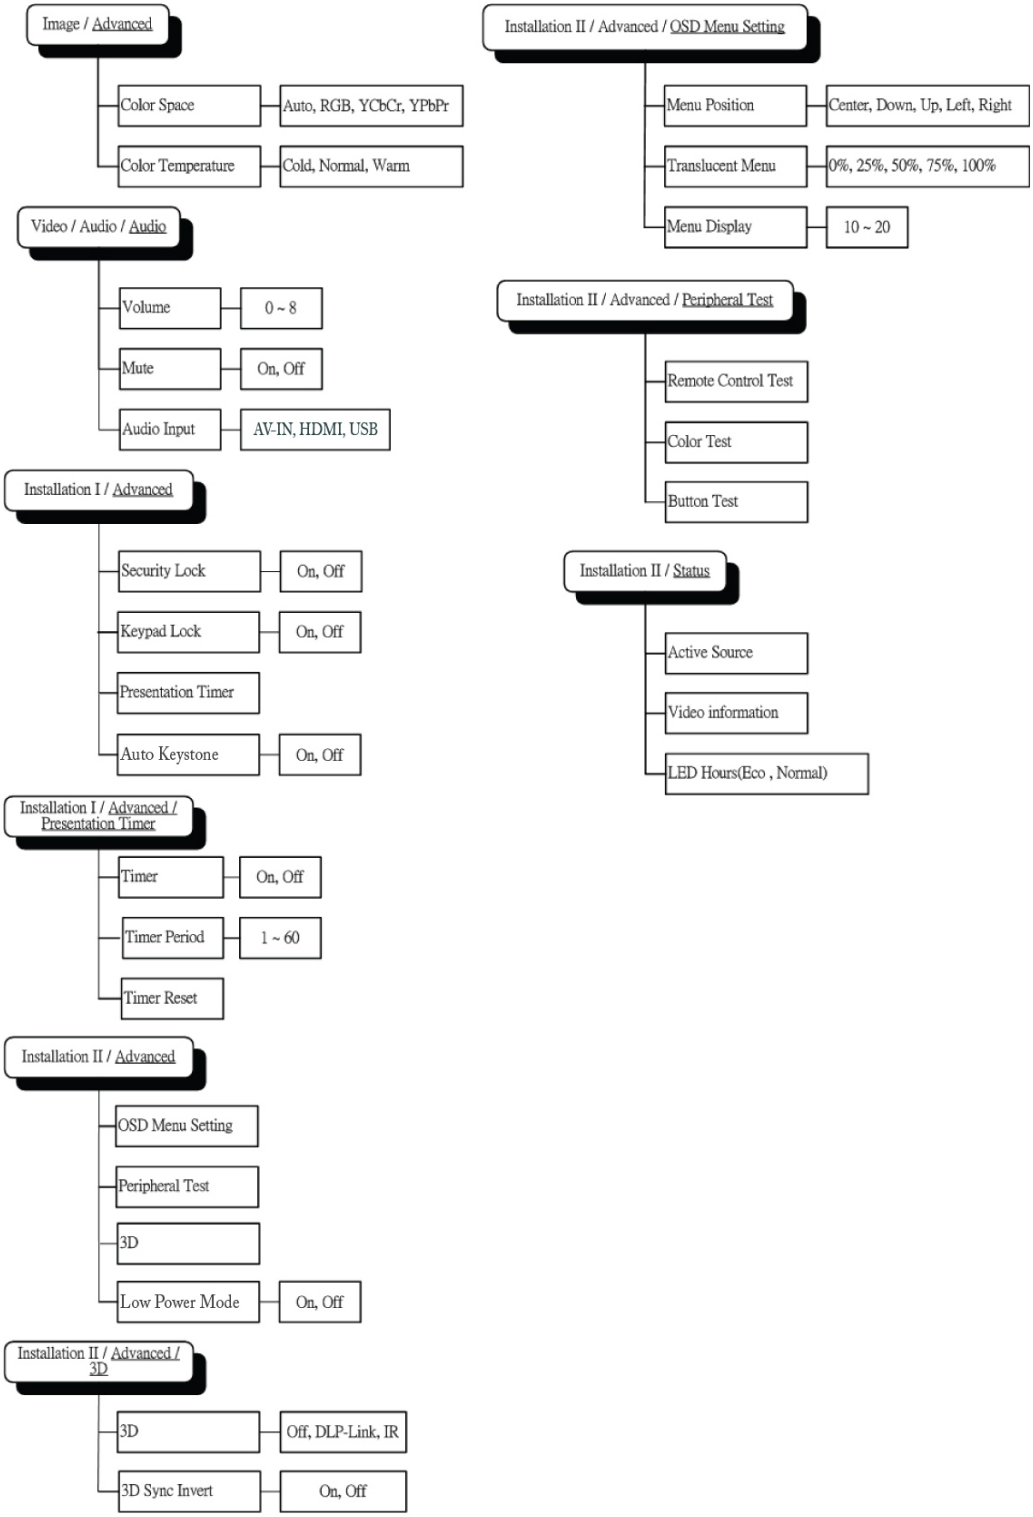 Image / Advanced
Color Space
Auto, RGB, YCbCr, YPbPr
Color Temperature
Cold, Normal, Warm
Video / Audio / Audio
Volume
0 ~ 8
Mute
On, Off
Audio Input
AV-IN, HDMI, USB
Installation I / Advanced
Security Lock
On, Off
Keypad Lock
On, Off
Presentation Timer
Auto Keystone
On, Off
Installation I / Advanced /
Presentation Timer
Timer
On, Off
Timer Period
1 ~ 60
Timer Reset
Installation II / Advanced
OSD Menu Setting
Peripheral Test
3D
Low Power Mode
On, Off
Installation II / Advanced /
3D
3D
Off, DLP-Link, IR
3D Sync Invert
On, Off
Installation II / Advanced / OSD Menu Setting
Menu Position
Center, Down, Up, Left, Right
Translucent Menu
0%, 25%, 50%, 75%, 100%
Menu Display
10 ~ 20
Installation II / Advanced / Peripheral Test
Remote Control Test
Color Test
Button Test
Installation II / Status
Active Source
Video information
LED Hours(Eco , Normal)